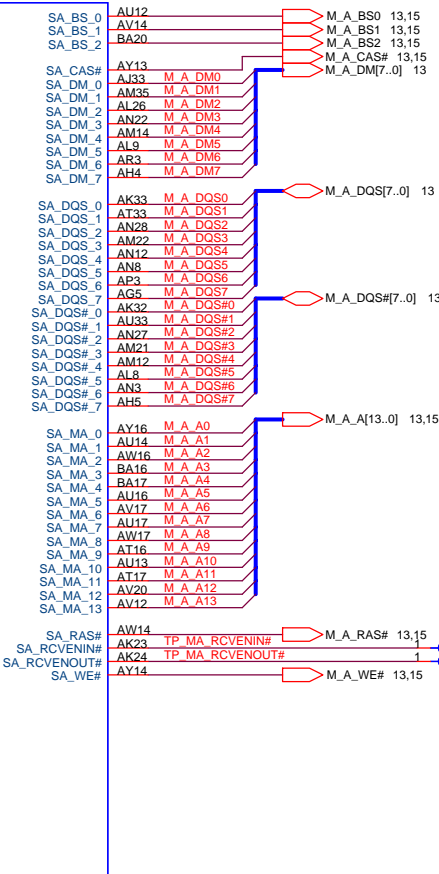 SA_BS_0 AU12 M_A_BS0 13,15
SA_BS_1 AV14 M_A_BS1 13,15
SA_BS_2 BA20 M_A_BS2 13,15
SA_CAS# AY13 M_A_CAS# 13,15
SA_DM_0 AJ33 M_A_DM0 M_A_DM[7..0] 13
SA_DM_1 AM35 M_A_DM1
SA_DM_2 AL26 M_A_DM2
SA_DM_3 AN22 M_A_DM3
SA_DM_4 AM14 M_A_DM4
SA_DM_5 AL9 M_A_DM5
SA_DM_6 AR3 M_A_DM6
SA_DM_7 AH4 M_A_DM7
SA_DQS_0 AK33 M_A_DQS0 M_A_DQS[7..0] 13
SA_DQS_1 AT33 M_A_DQS1
SA_DQS_2 AN28 M_A_DQS2
SA_DQS_3 AM22 M_A_DQS3
SA_DQS_4 AN12 M_A_DQS4
SA_DQS_5 AN8 M_A_DQS5
SA_DQS_6 AP3 M_A_DQS6
SA_DQS_7 AG5 M_A_DQS7
SA_DQS#_0 AK32 M_A_DQS#0 M_A_DQS#[7..0] 13
SA_DQS#_1 AU33 M_A_DQS#1
SA_DQS#_2 AN27 M_A_DQS#2
SA_DQS#_3 AM21 M_A_DQS#3
SA_DQS#_4 AM12 M_A_DQS#4
SA_DQS#_5 AL8 M_A_DQS#5
SA_DQS#_6 AN3 M_A_DQS#6
SA_DQS#_7 AH5 M_A_DQS#7
SA_MA_0 AY16 M_A_A0 M_A_A[13..0] 13,15
SA_MA_1 AU14 M_A_A1
SA_MA_2 AW16 M_A_A2
SA_MA_3 BA16 M_A_A3
SA_MA_4 BA17 M_A_A4
SA_MA_5 AU16 M_A_A5
SA_MA_6 AV17 M_A_A6
SA_MA_7 AU17 M_A_A7
SA_MA_8 AW17 M_A_A8
SA_MA_9 AT16 M_A_A9
SA_MA_10 AU13 M_A_A10
SA_MA_11 AT17 M_A_A11
SA_MA_12 AV20 M_A_A12
SA_MA_13 AV12 M_A_A13
SA_RAS# AW14 M_A_RAS# 13,15
SA_RCVENIN# AK23 TP_MA_RCVENIN# 1
SA_RCVENOUT# AK24 TP_MA_RCVENOUT# 1
SA_WE# AY14 M_A_WE# 13,15